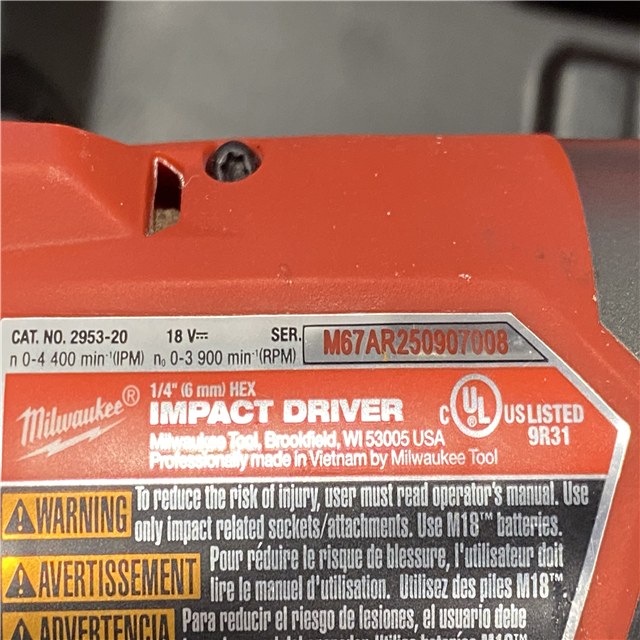 CAT. NO. 2953-20 18 V⎓ SER. M67AR250907008
n 0-4 400 min⁻¹(IPM) n₀ 0-3 900 min⁻¹(RPM)
1/4" (6 mm) HEX
Milwaukee® IMPACT DRIVER C UL US LISTED
9R31
Milwaukee Tool, Brookfield, WI 53005 USA
Professionally made in Vietnam by Milwaukee Tool
WARNING To reduce the risk of injury, user must read operator's manual. Use
only impact related sockets/attachments. Use M18™ batteries.
AVERTISSEMENT Pour réduire le risque de blessure, l'utilisateur doit
lire le manuel d'utilisation. Utilisez des piles M18™.
ADVERTENCIA Para reducir el riesgo de lesiones, el usuario debe